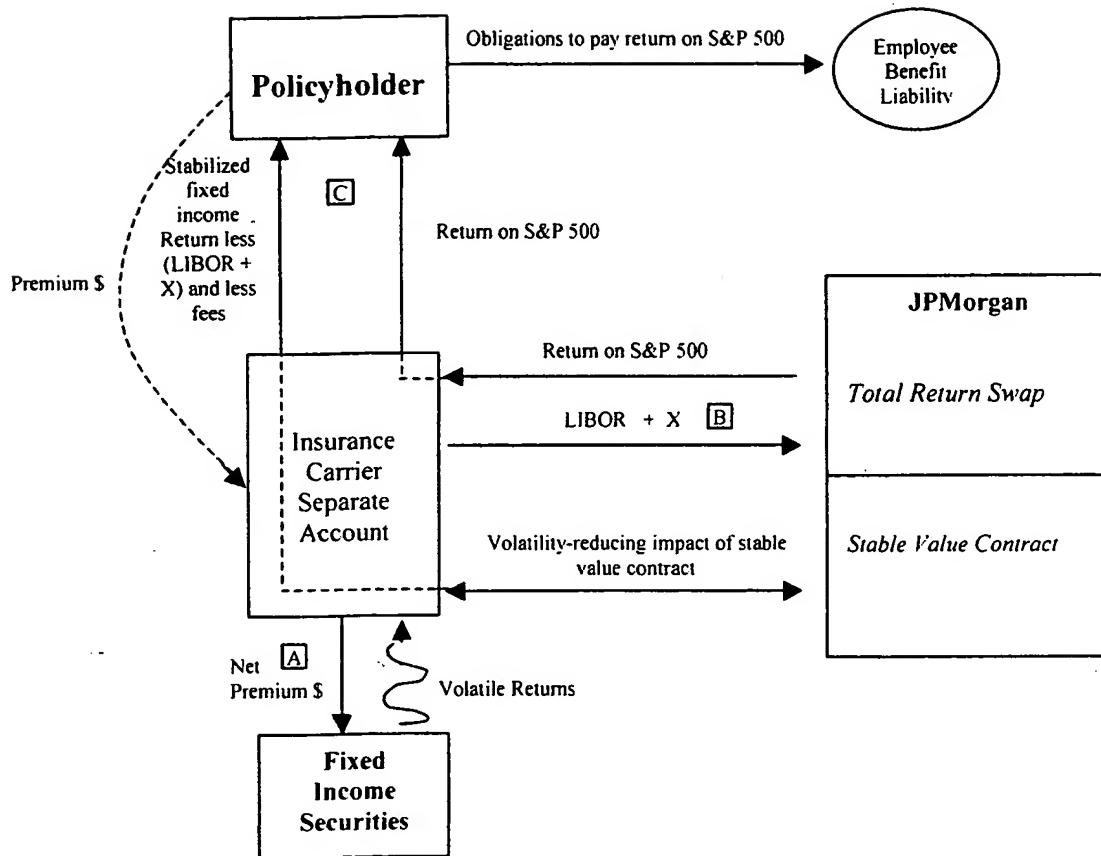 Obligations to pay return on S&P 500
Employee
Benefit
Liability
Policyholder
Stabilized
fixed
income
Return less
(LIBOR +
X) and less
fees
C
Return on S&P 500
Premium $
JPMorgan
Return on S&P 500
Total Return Swap
LIBOR + X B
Insurance
Carrier
Separate
Account
Volatility-reducing impact of stable
value contract
Stable Value Contract
Net A
Premium $
Volatile Returns
Fixed
Income
Securities